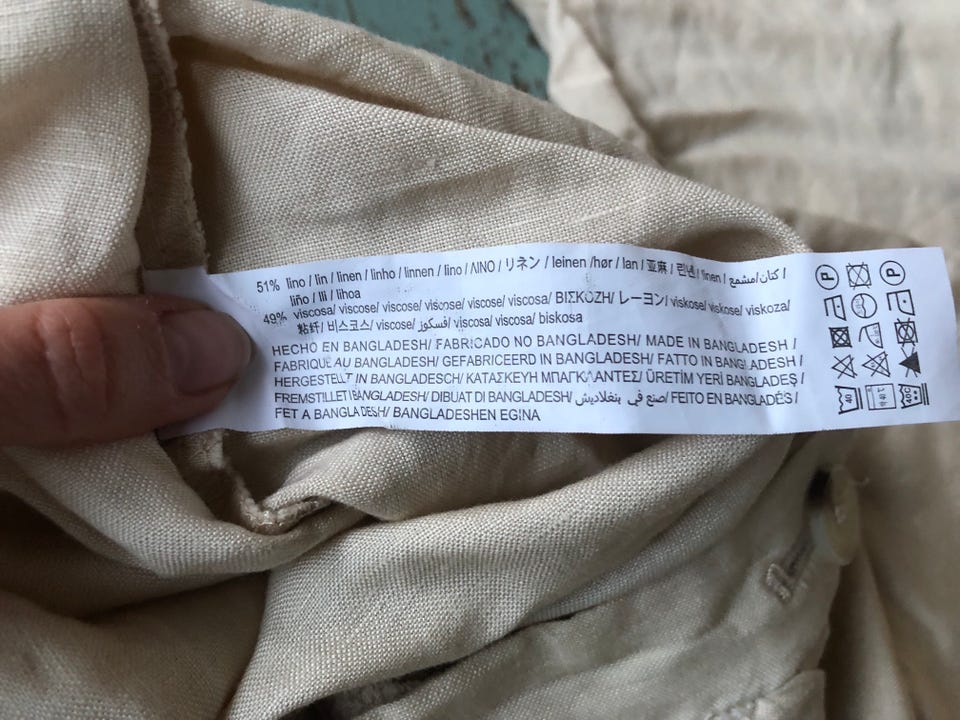 51% lino / lin / linen / linho / linnen / lino / ΛΙΝΟ / リネン / leinen /hør / lan / 亚麻 / 린넨 / linen / كتان/مشمع /
liño / lli / lihoa
49% viscosa/ viscose/ viscose/ viscose/ viscose/ viscosa/ ΒΙΣΚΟΖΗ/ レーヨン/ viskose/ viskose/ viskoza/
粘纤/ 비스코스/ viscose/ فسكوز/ viscosa/ viscosa/ biskosa
HECHO EN BANGLADESH/ FABRICADO NO BANGLADESH/ MADE IN BANGLADESH /
FABRIQUE AU BANGLADESH/ GEFABRICEERD IN BANGLADESH/ FATTO IN BANGLADESH /
HERGESTELLT IN BANGLADESCH/ ΚΑΤΑΣΚΕΥΗ ΜΠΑΓΚΛΑΝΤΕΣ/ ÜRETİM YERİ BANGLADEŞ /
FREMSTILLET I BANGLADESH/ DIBUAT DI BANGLADESH/ صنع في بنغلاديش/ FEITO EN BANGLADÉS /
FET A BANGLADESH/ BANGLADESHEN EGINA
P P
40